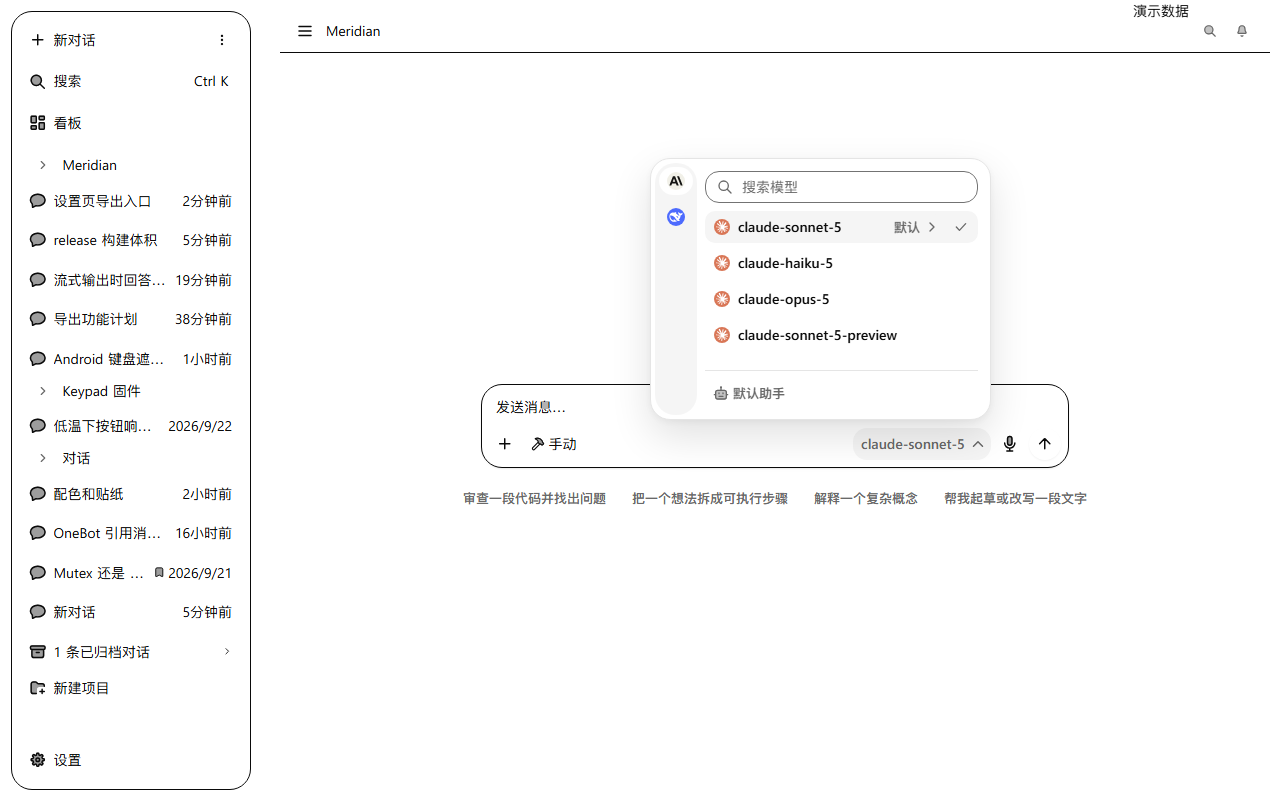 新对话
搜索 Ctrl K
看板
Meridian
设置页导出入口 2分钟前
release 构建体积 5分钟前
流式输出时回答… 19分钟前
导出功能计划 38分钟前
Android 键盘遮… 1小时前
Keypad 固件
低温下按钮响… 2026/9/22
对话
配色和贴纸 2小时前
OneBot 引用消… 16小时前
Mutex 还是 … 2026/9/21
新对话 5分钟前
1 条已归档对话
新建项目
设置
Meridian
演示数据
搜索模型
claude-sonnet-5 默认
claude-haiku-5
claude-opus-5
claude-sonnet-5-preview
默认助手
发送消息…
手动 claude-sonnet-5
审查一段代码并找出问题 把一个想法拆成可执行步骤 解释一个复杂概念 帮我起草或改写一段文字